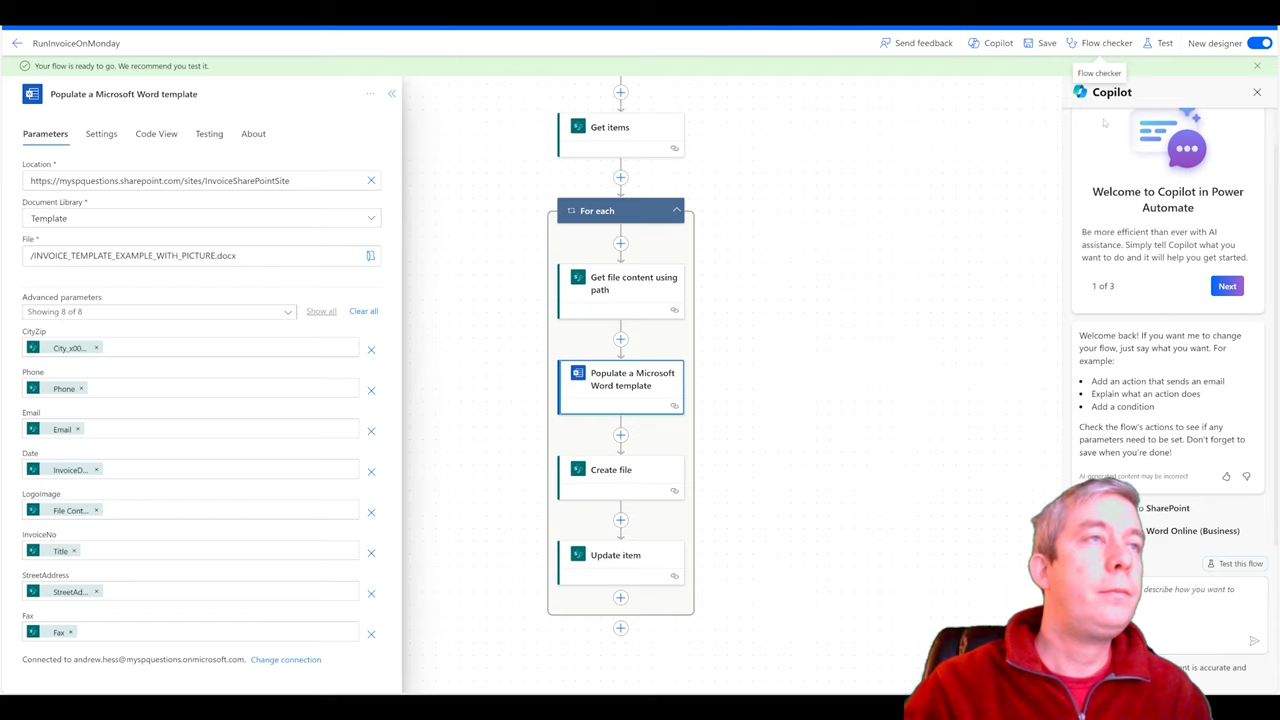 RunInvoiceOnMonday
Send feedback
Copilot
Save
Flow checker
Test
New designer
Your flow is ready to go. We recommend you test it.
Flow checker
Populate a Microsoft Word template
Parameters
Settings
Code View
Testing
About
Location *
https://myspquestions.sharepoint.com/sites/InvoiceSharePointSite
Document Library *
Template
File *
/INVOICE_TEMPLATE_EXAMPLE_WITH_PICTURE.docx
Advanced parameters
Showing 8 of 8
Show all
Clear all
CityZip
City_x00...
Phone
Phone
Email
Email
Date
InvoiceD...
LogoImage
File Cont...
InvoiceNo
Title
StreetAddress
StreetAd...
Fax
Fax
Connected to andrew.hess@myspquestions.onmicrosoft.com. Change connection
Get items
For each
Get file content using
path
Populate a Microsoft
Word template
Create file
Update item
Copilot
Welcome to Copilot in Power
Automate
Be more efficient than ever with AI
assistance. Simply tell Copilot what you
want to do and it will help you get started.
1 of 3
Next
Welcome back! If you want me to change
your flow, just say what you want. For
example:
• Add an action that sends an email
• Explain what an action does
• Add a condition
Check the flow's actions to see if any
parameters need to be set. Don't forget to
save when you're done!
AI-generated content may be incorrect
to SharePoint
Word Online (Business)
Test this flow
describe how you want to
is accurate and